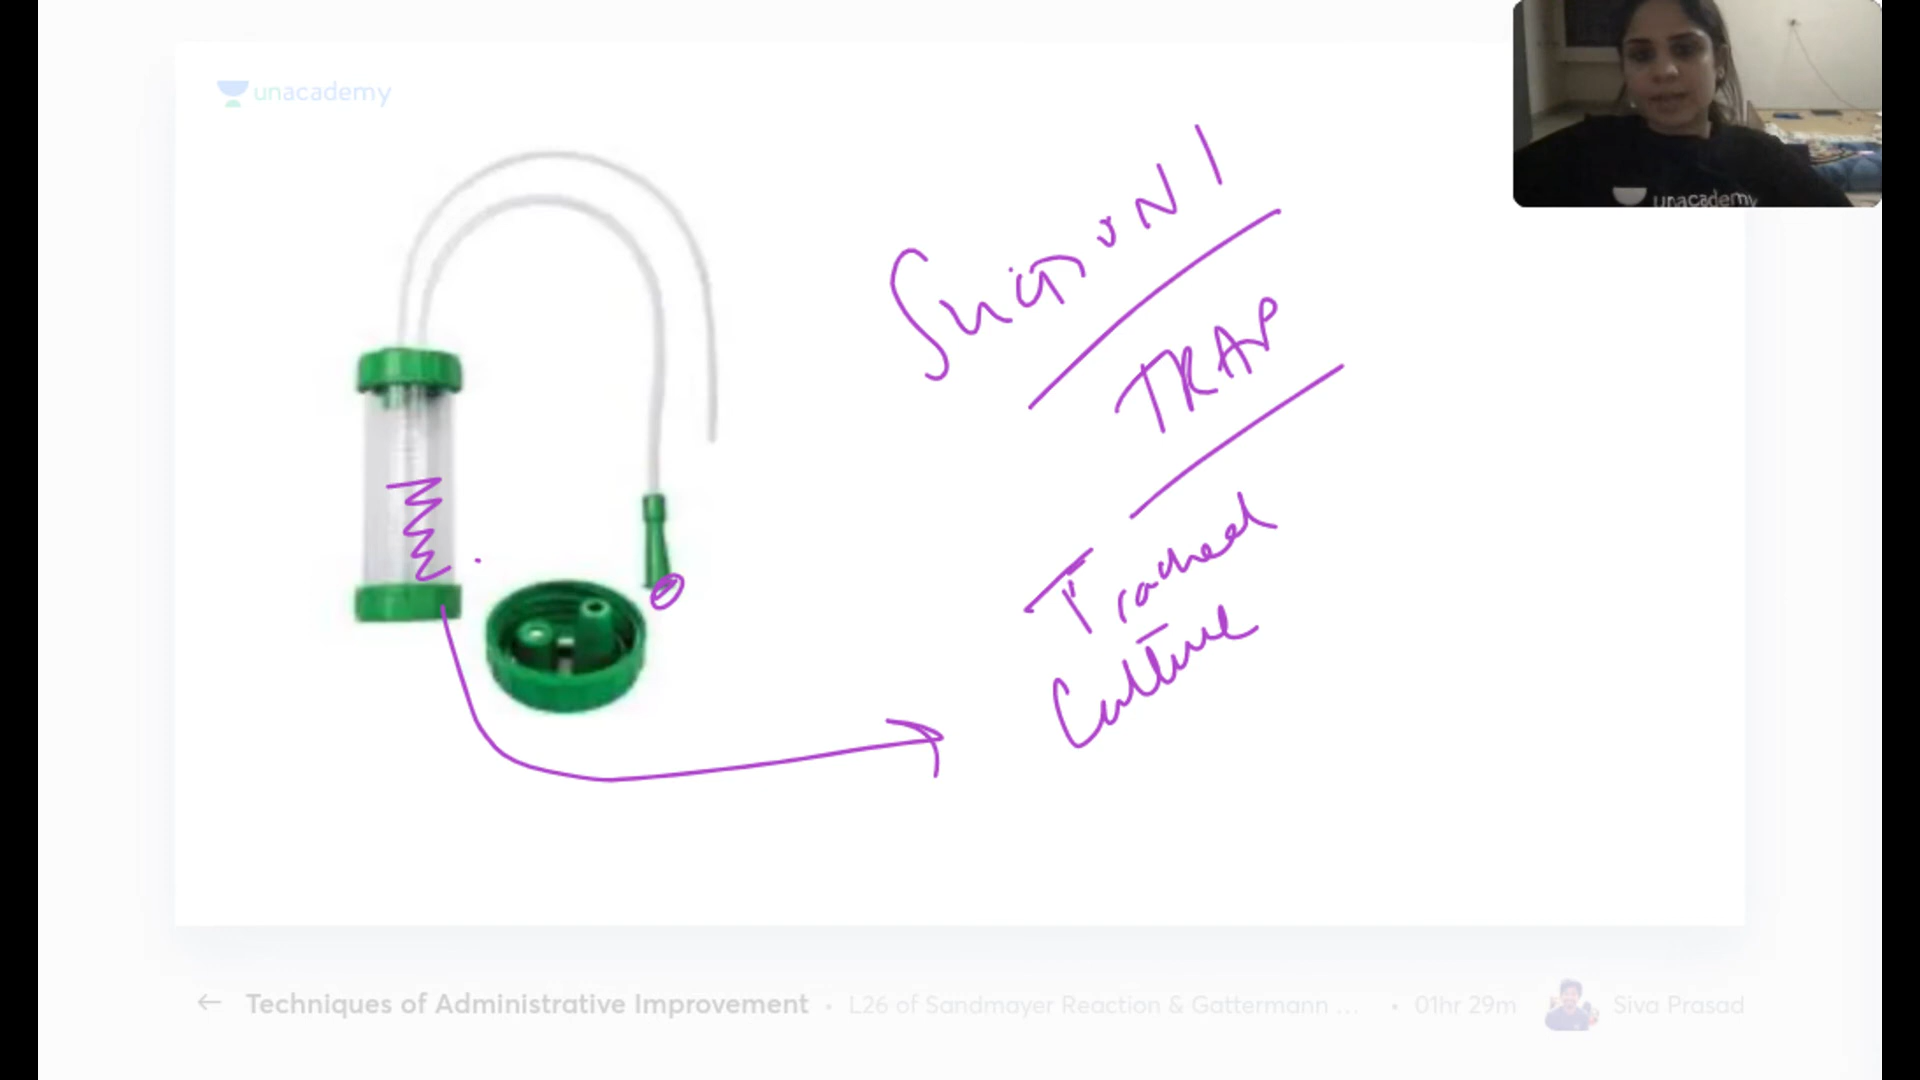 unacademy
unacademy
SuctioN
TRAP
Tracheal
Culture
Techniques of Administrative Improvement • L26 of Sandmayer Reaction & Gattermann ... • 01hr 29m Siva Prasad